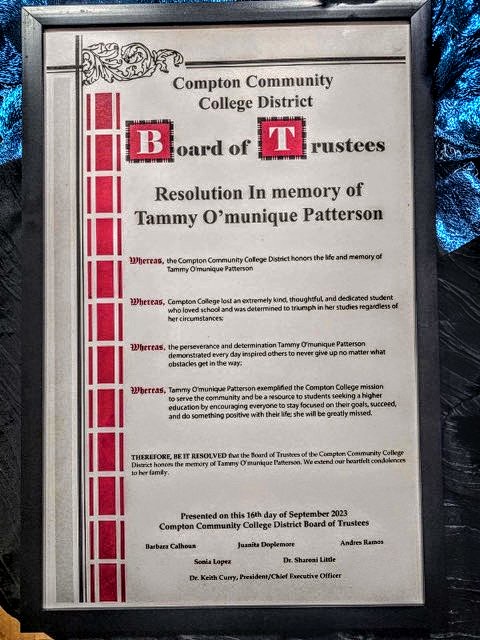 Compton Community
College District
Board of Trustees
Resolution In memory of
Tammy O'munique Patterson
Whereas, the Compton Community College District honors the life and memory of
Tammy O'munique Patterson
Whereas, Compton College lost an extremely kind, thoughtful, and dedicated student
who loved school and was determined to triumph in her studies regardless of
her circumstances;
Whereas, the perseverance and determination Tammy O'munique Patterson
demonstrated every day inspired others to never give up no matter what
obstacles get in the way;
Whereas, Tammy O'munique Patterson exemplified the Compton College mission
to serve the community and be a resource to students seeking a higher
education by encouraging everyone to stay focused on their goals, succeed,
and do something positive with their life; she will be greatly missed.
THEREFORE, BE IT RESOLVED that the Board of Trustees of the Compton Community College
District honors the memory of Tammy O'munique Patterson. We extend our heartfelt condolences
to her family.
Presented on this 16th day of September 2023
Compton Community College District Board of Trustees
Barbara Calhoun Juanita Doplemore Andres Ramos
Sonia Lopez Dr. Sharoni Little
Dr. Keith Curry, President/Chief Executive Officer